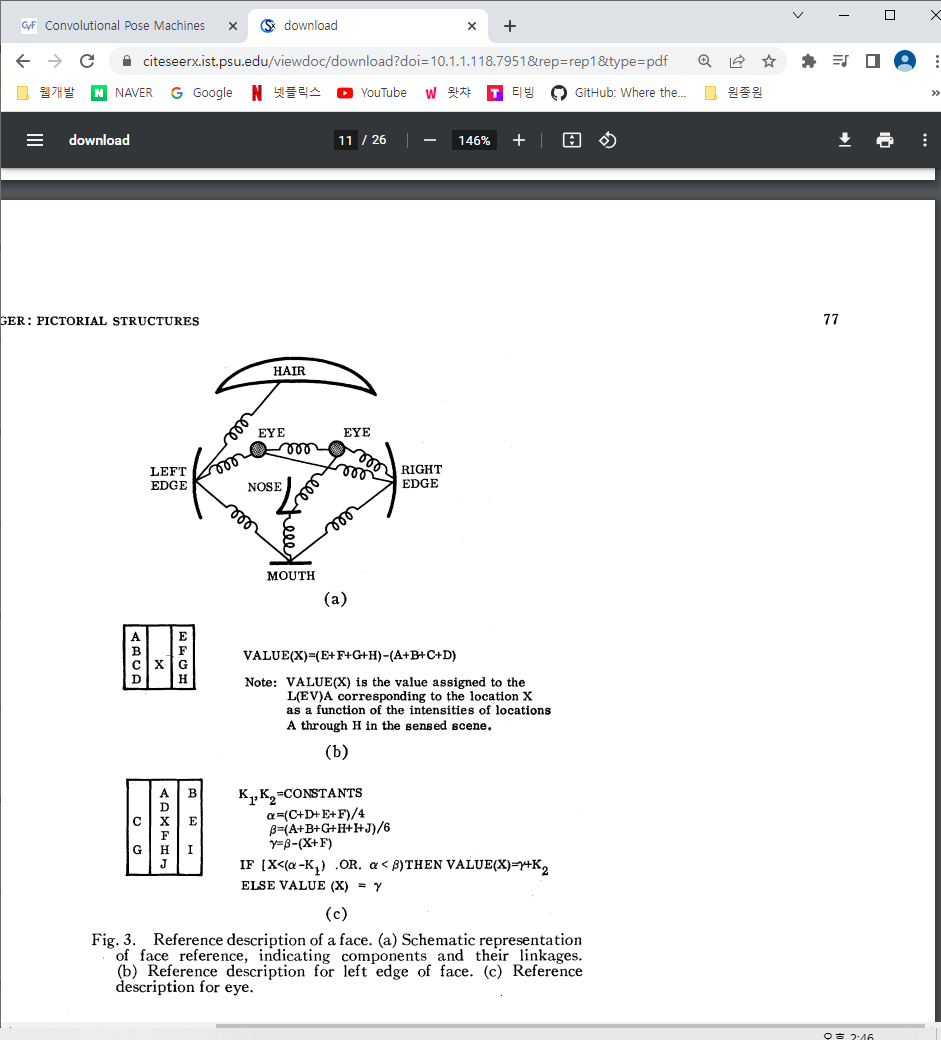 Convolutional Pose Machines
download
citeseerx.ist.psu.edu/viewdoc/download?doi=10.1.1.118.7951&rep=rep1&type=pdf
웹개발 NAVER Google 넷플릭스 YouTube 왓챠 티빙 GitHub: Where the... 원종원 »
download 11 / 26 146%
GER: PICTORIAL STRUCTURES 77
HAIR
EYE EYE
LEFT EDGE
RIGHT EDGE
NOSE
MOUTH
(a)
A E
B F
C X G
D H
VALUE(X)=(E+F+G+H)-(A+B+C+D)
Note: VALUE(X) is the value assigned to the
L(EV)A corresponding to the location X
as a function of the intensities of locations
A through H in the sensed scene.
(b)
A B
D
C X E
F
G H I
J
K₁,K₂=CONSTANTS
α=(C+D+E+F)/4
β=(A+B+G+H+I+J)/6
γ=β-(X+F)
IF [X<(α-K₁) .OR. α<β)THEN VALUE(X)=γ+K₂
ELSE VALUE (X) = γ
(c)
Fig. 3. Reference description of a face. (a) Schematic representation
of face reference, indicating components and their linkages.
(b) Reference description for left edge of face. (c) Reference
description for eye.
오후 2:46